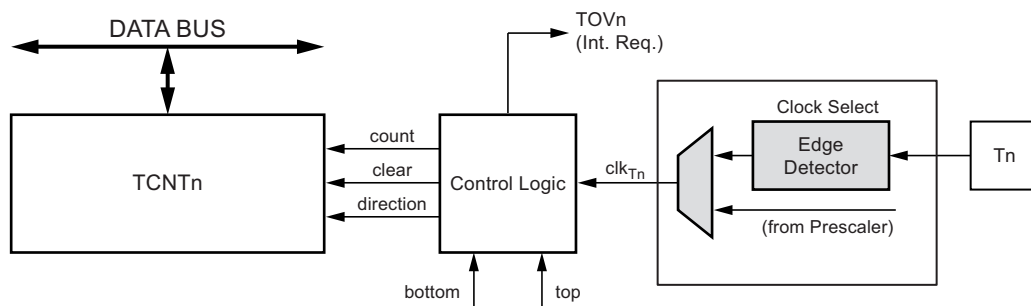 DATA BUS
TOVn
(Int. Req.)
Clock Select
TCNTn
count
clear
direction
Control Logic
clkTn
Edge
Detector
Tn
(from Prescaler)
bottom
top